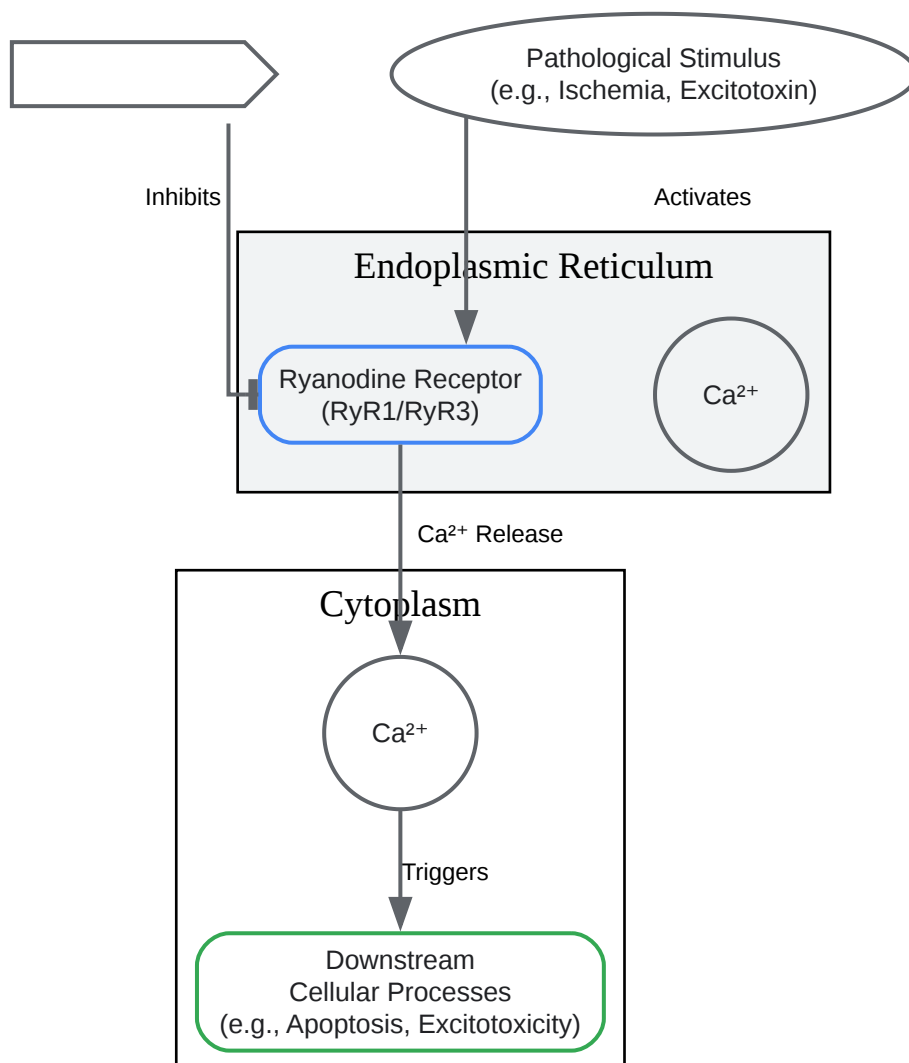 Pathological Stimulus
(e.g., Ischemia, Excitotoxin)
Inhibits
Activates
Endoplasmic Reticulum
Ryanodine Receptor
(RyR1/RyR3)
Ca²⁺
Ca²⁺ Release
Cytoplasm
Ca²⁺
Triggers
Downstream
Cellular Processes
(e.g., Apoptosis, Excitotoxicity)